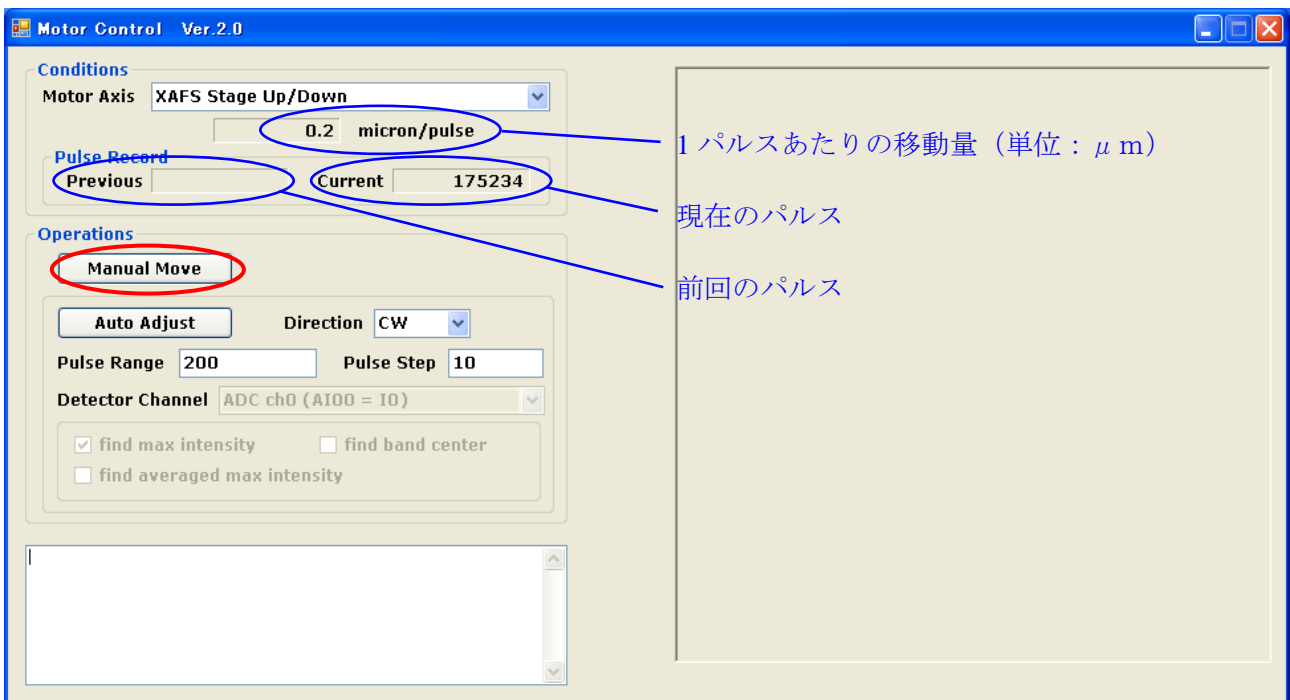 Motor Control Ver.2.0
Conditions
Motor Axis XAFS Stage Up/Down
0.2 micron/pulse
Pulse Record
Previous Current 175234
Operations
Manual Move
Auto Adjust Direction CW
Pulse Range 200 Pulse Step 10
Detector Channel ADC ch0 (AI00 = I0)
find max intensity find band center
find averaged max intensity
1 パルスあたりの移動量（単位：μm）
現在のパルス
前回のパルス